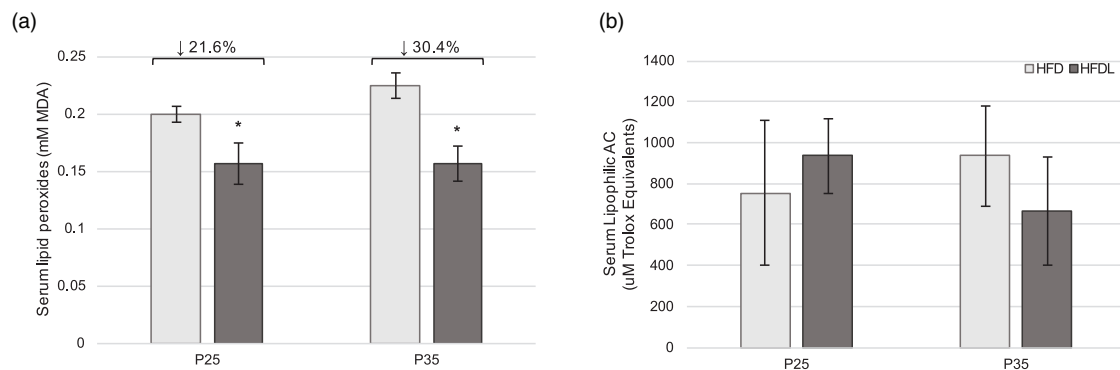 (a)
↓ 21.6%
↓ 30.4%
Serum lipid peroxides (mM MDA)
0.25
0.2
0.15
0.1
0.05
0
*
*
P25
P35
(b)
HFD
HFDL
Serum Lipophilic AC
(uM Trolox Equivalents)
1400
1200
1000
800
600
400
200
0
P25
P35